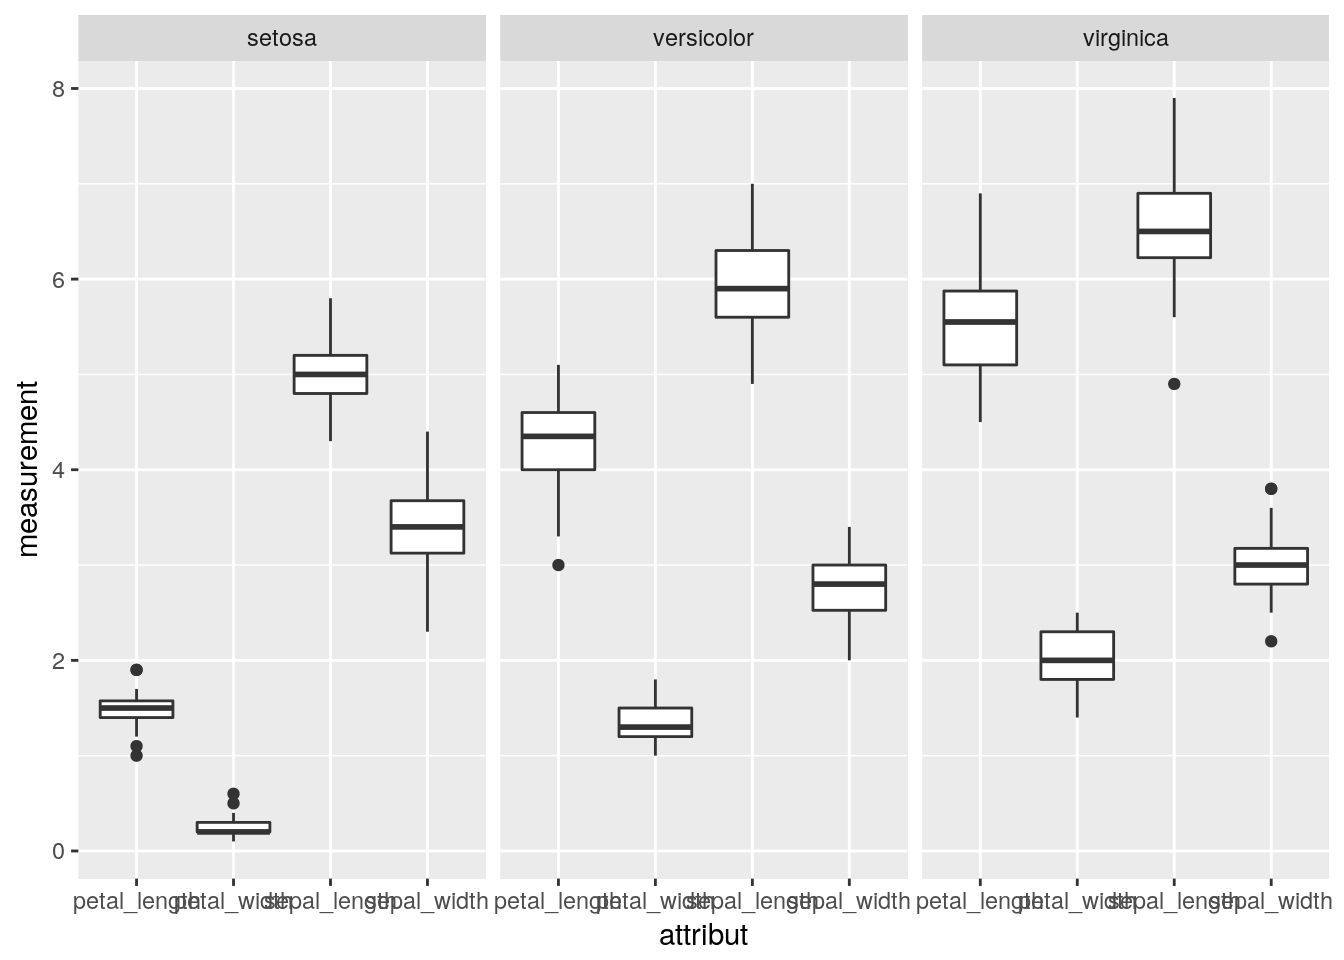 setosa versicolor virginica
8
6
4
2
0
measurement
petal_length petal_width sepal_length sepal_width petal_length petal_width sepal_length sepal_width petal_length petal_width sepal_length sepal_width
attribut